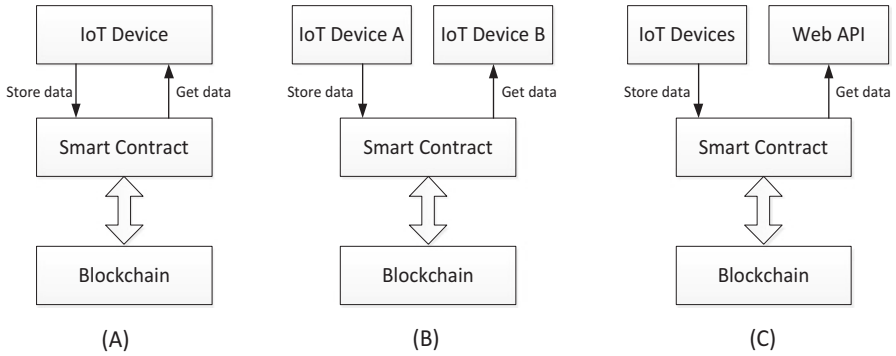 IoT Device
Store data
Get data
Smart Contract
Blockchain
(A)
IoT Device A
IoT Device B
Store data
Get data
Smart Contract
Blockchain
(B)
IoT Devices
Web API
Store data
Get data
Smart Contract
Blockchain
(C)